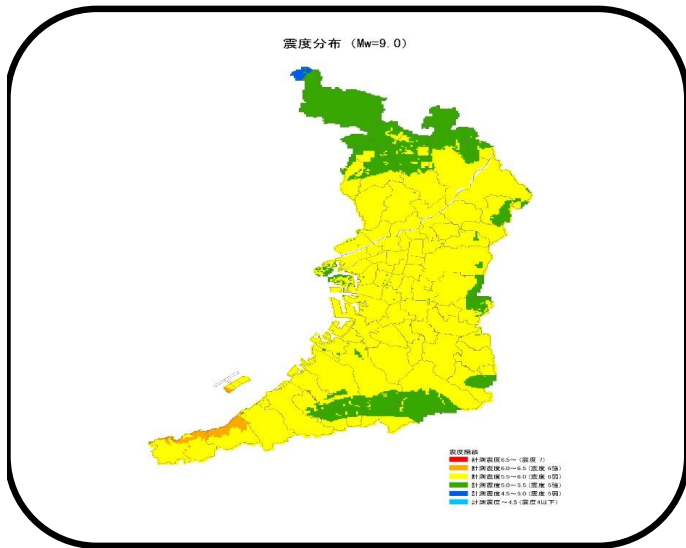 震度分布 (Mw=9.0)
震度階級
計測震度6.5～ (震度 7)
計測震度6.0～6.5 (震度 6強)
計測震度5.5～6.0 (震度 6弱)
計測震度5.0～5.5 (震度 5強)
計測震度4.5～5.0 (震度 5弱)
計測震度 ～4.5 (震度4以下)